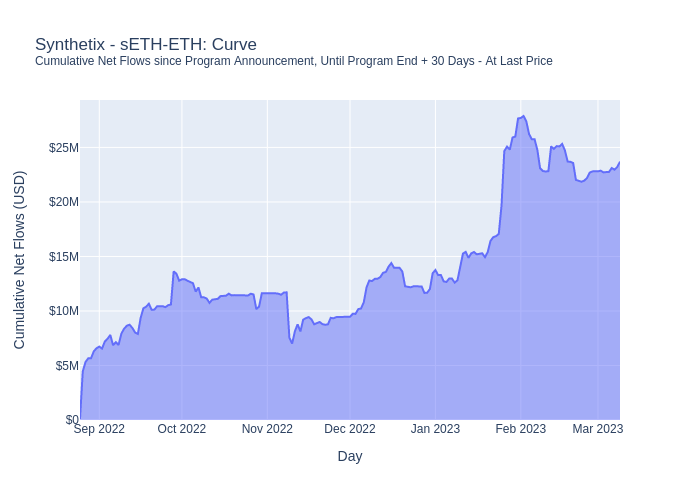 Synthetix - sETH-ETH: Curve
Cumulative Net Flows since Program Announcement, Until Program End + 30 Days - At Last Price
Cumulative Net Flows (USD)
$25M
$20M
$15M
$10M
$5M
$0
Sep 2022 Oct 2022 Nov 2022 Dec 2022 Jan 2023 Feb 2023 Mar 2023
Day